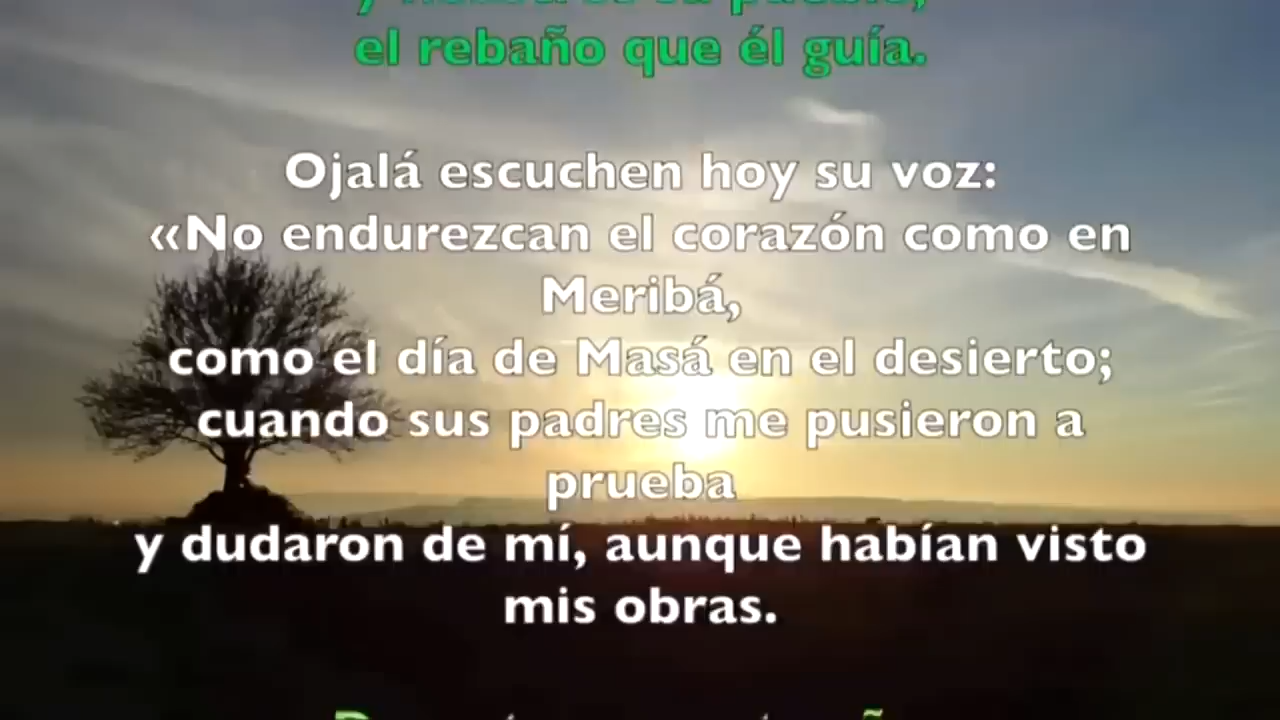 el rebaño que él guía.
Ojalá escuchen hoy su voz:
«No endurezcan el corazón como en
Meribá,
como el día de Masá en el desierto;
cuando sus padres me pusieron a
prueba
y dudaron de mí, aunque habían visto
mis obras.